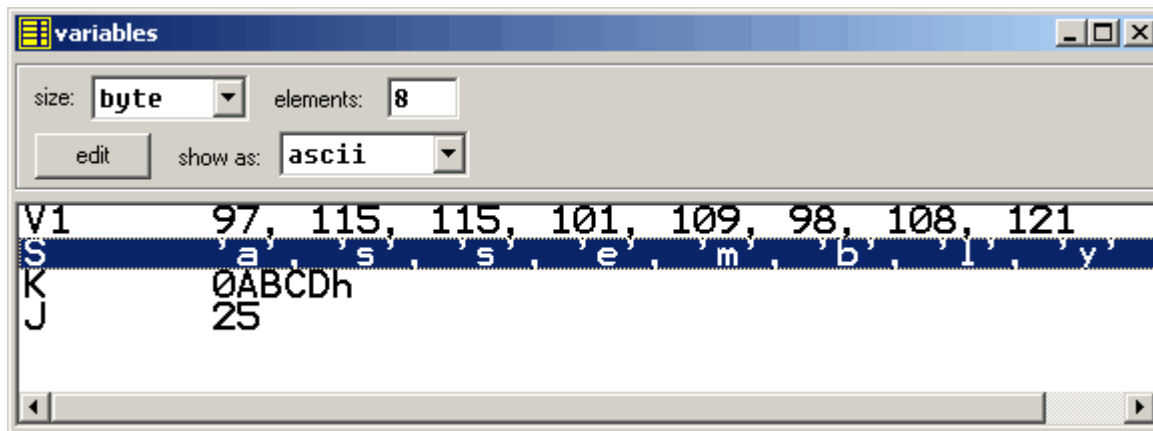 variables
size: byte elements: 8
edit show as: ascii
V1 97, 115, 115, 101, 109, 98, 108, 121
S 'a', 's', 's', 'e', 'm', 'b', 'l', 'y'
K 0ABCDh
J 25